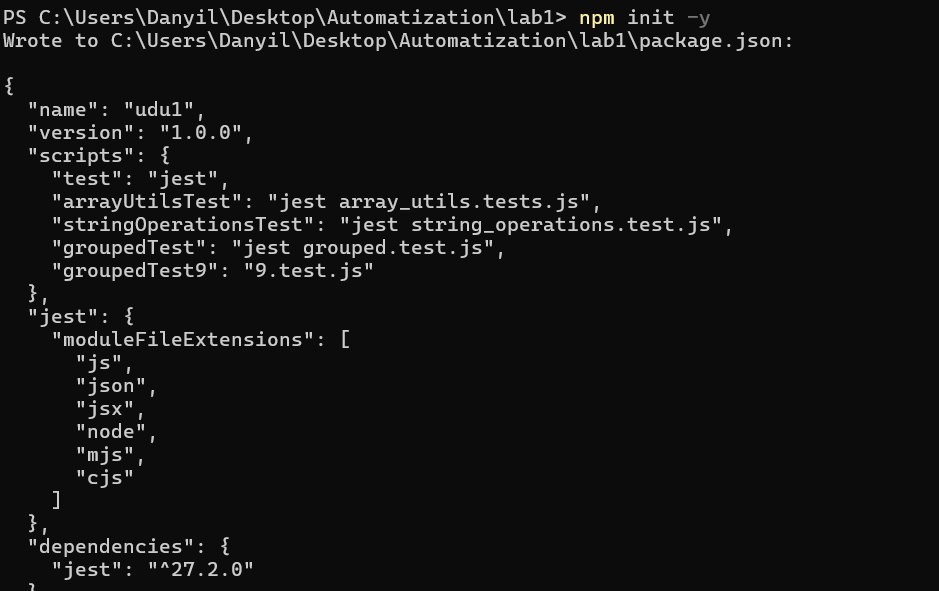 PS C:\Users\Danyil\Desktop\Automatization\lab1> npm init -y
Wrote to C:\Users\Danyil\Desktop\Automatization\lab1\package.json:

{
  "name": "udu1",
  "version": "1.0.0",
  "scripts": {
    "test": "jest",
    "arrayUtilsTest": "jest array_utils.tests.js",
    "stringOperationsTest": "jest string_operations.test.js",
    "groupedTest": "jest grouped.test.js",
    "groupedTest9": "9.test.js"
  },
  "jest": {
    "moduleFileExtensions": [
      "js",
      "json",
      "jsx",
      "node",
      "mjs",
      "cjs"
    ]
  },
  "dependencies": {
    "jest": "^27.2.0"
  }